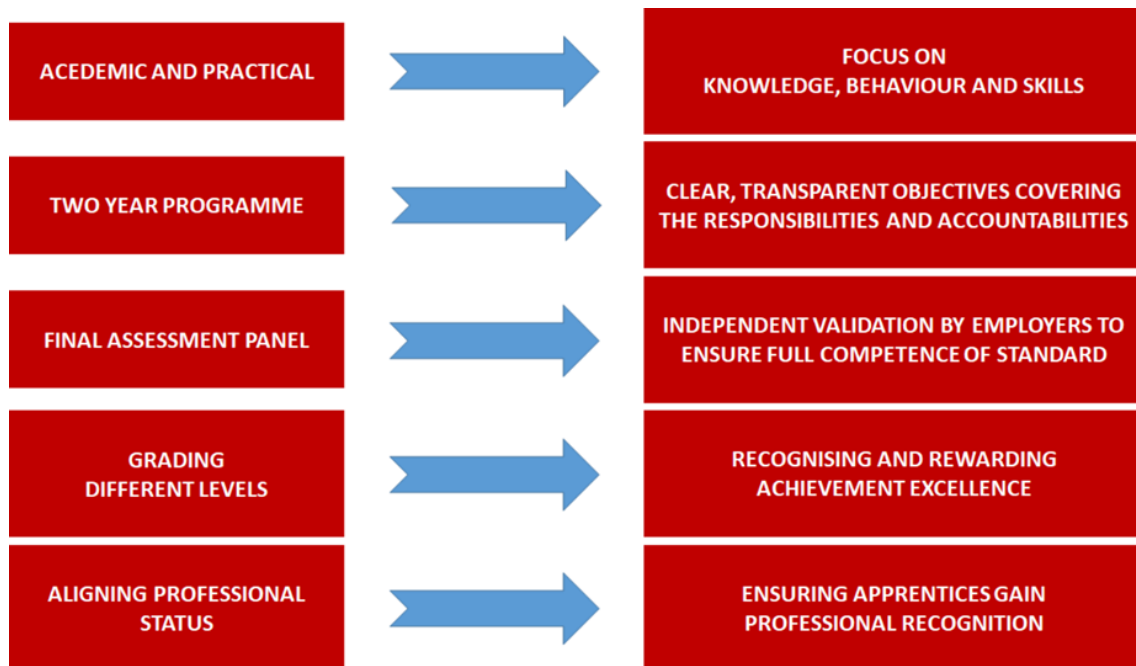 ACEDEMIC AND PRACTICAL
FOCUS ON
KNOWLEDGE, BEHAVIOUR AND SKILLS
TWO YEAR PROGRAMME
CLEAR, TRANSPARENT OBJECTIVES COVERING
THE RESPONSIBILITIES AND ACCOUNTABILITIES
FINAL ASSESSMENT PANEL
INDEPENDENT VALIDATION BY EMPLOYERS TO
ENSURE FULL COMPETENCE OF STANDARD
GRADING
DIFFERENT LEVELS
RECOGNISING AND REWARDING
ACHIEVEMENT EXCELLENCE
ALIGNING PROFESSIONAL
STATUS
ENSURING APPRENTICES GAIN
PROFESSIONAL RECOGNITION